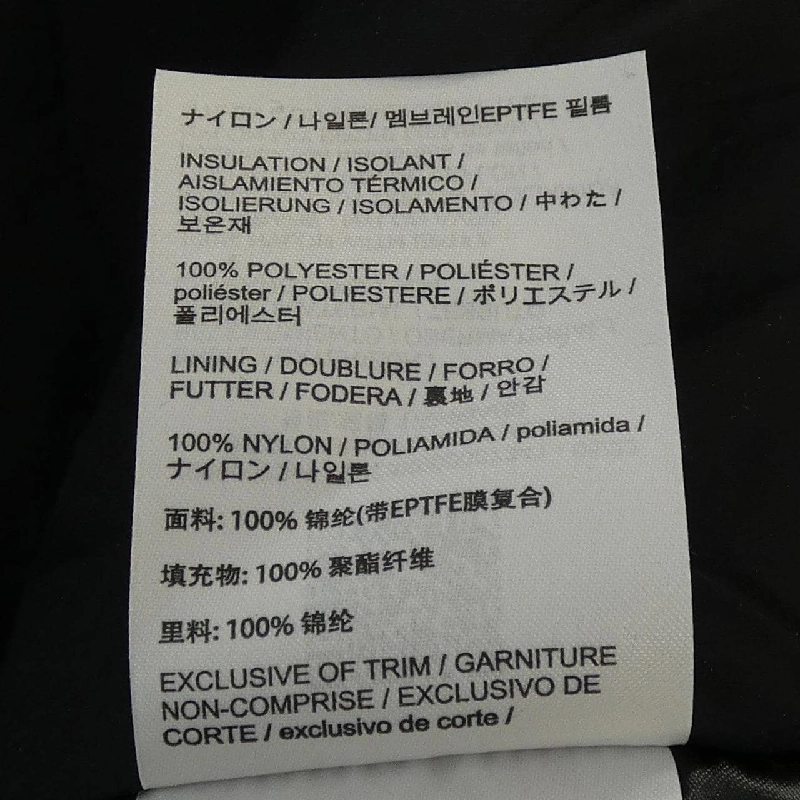 ナイロン / 나일론/ 멤브레인EPTFE 필름
INSULATION / ISOLANT /
AISLAMIENTO TÉRMICO /
ISOLIERUNG / ISOLAMENTO / 中わた /
보온재
100% POLYESTER / POLIÉSTER /
poliéster / POLIESTERE / ポリエステル /
폴리에스터
LINING / DOUBLURE / FORRO /
FUTTER / FODERA / 裏地 / 안감
100% NYLON / POLIAMIDA / poliamida /
ナイロン / 나일론
面料: 100% 锦纶(带EPTFE膜复合)
填充物: 100% 聚酯纤维
里料: 100% 锦纶
EXCLUSIVE OF TRIM / GARNITURE
NON-COMPRISE / EXCLUSIVO DE
CORTE / exclusivo de corte /